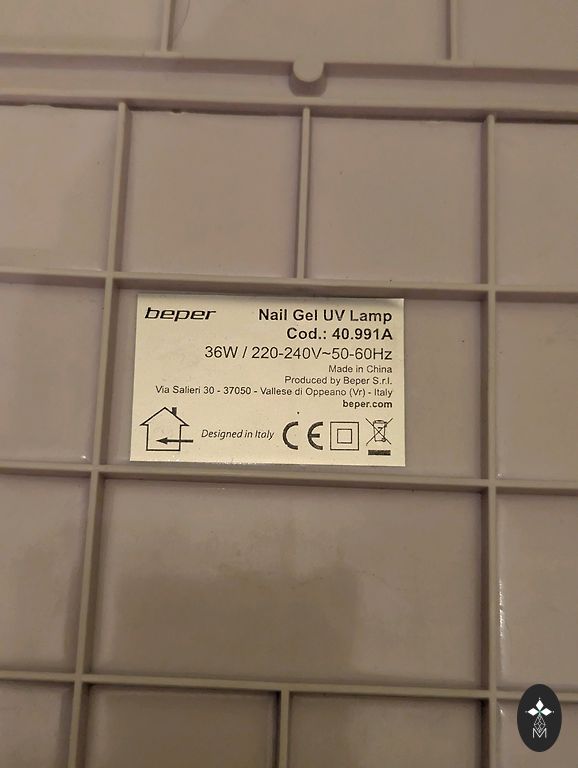 beper
Nail Gel UV Lamp
Cod.: 40.991A
36W / 220-240V~50-60Hz
Made in China
Produced by Beper S.r.l.
Via Salieri 30 - 37050 - Vallese di Oppeano (Vr) - Italy
beper.com
Designed in Italy
CE
M